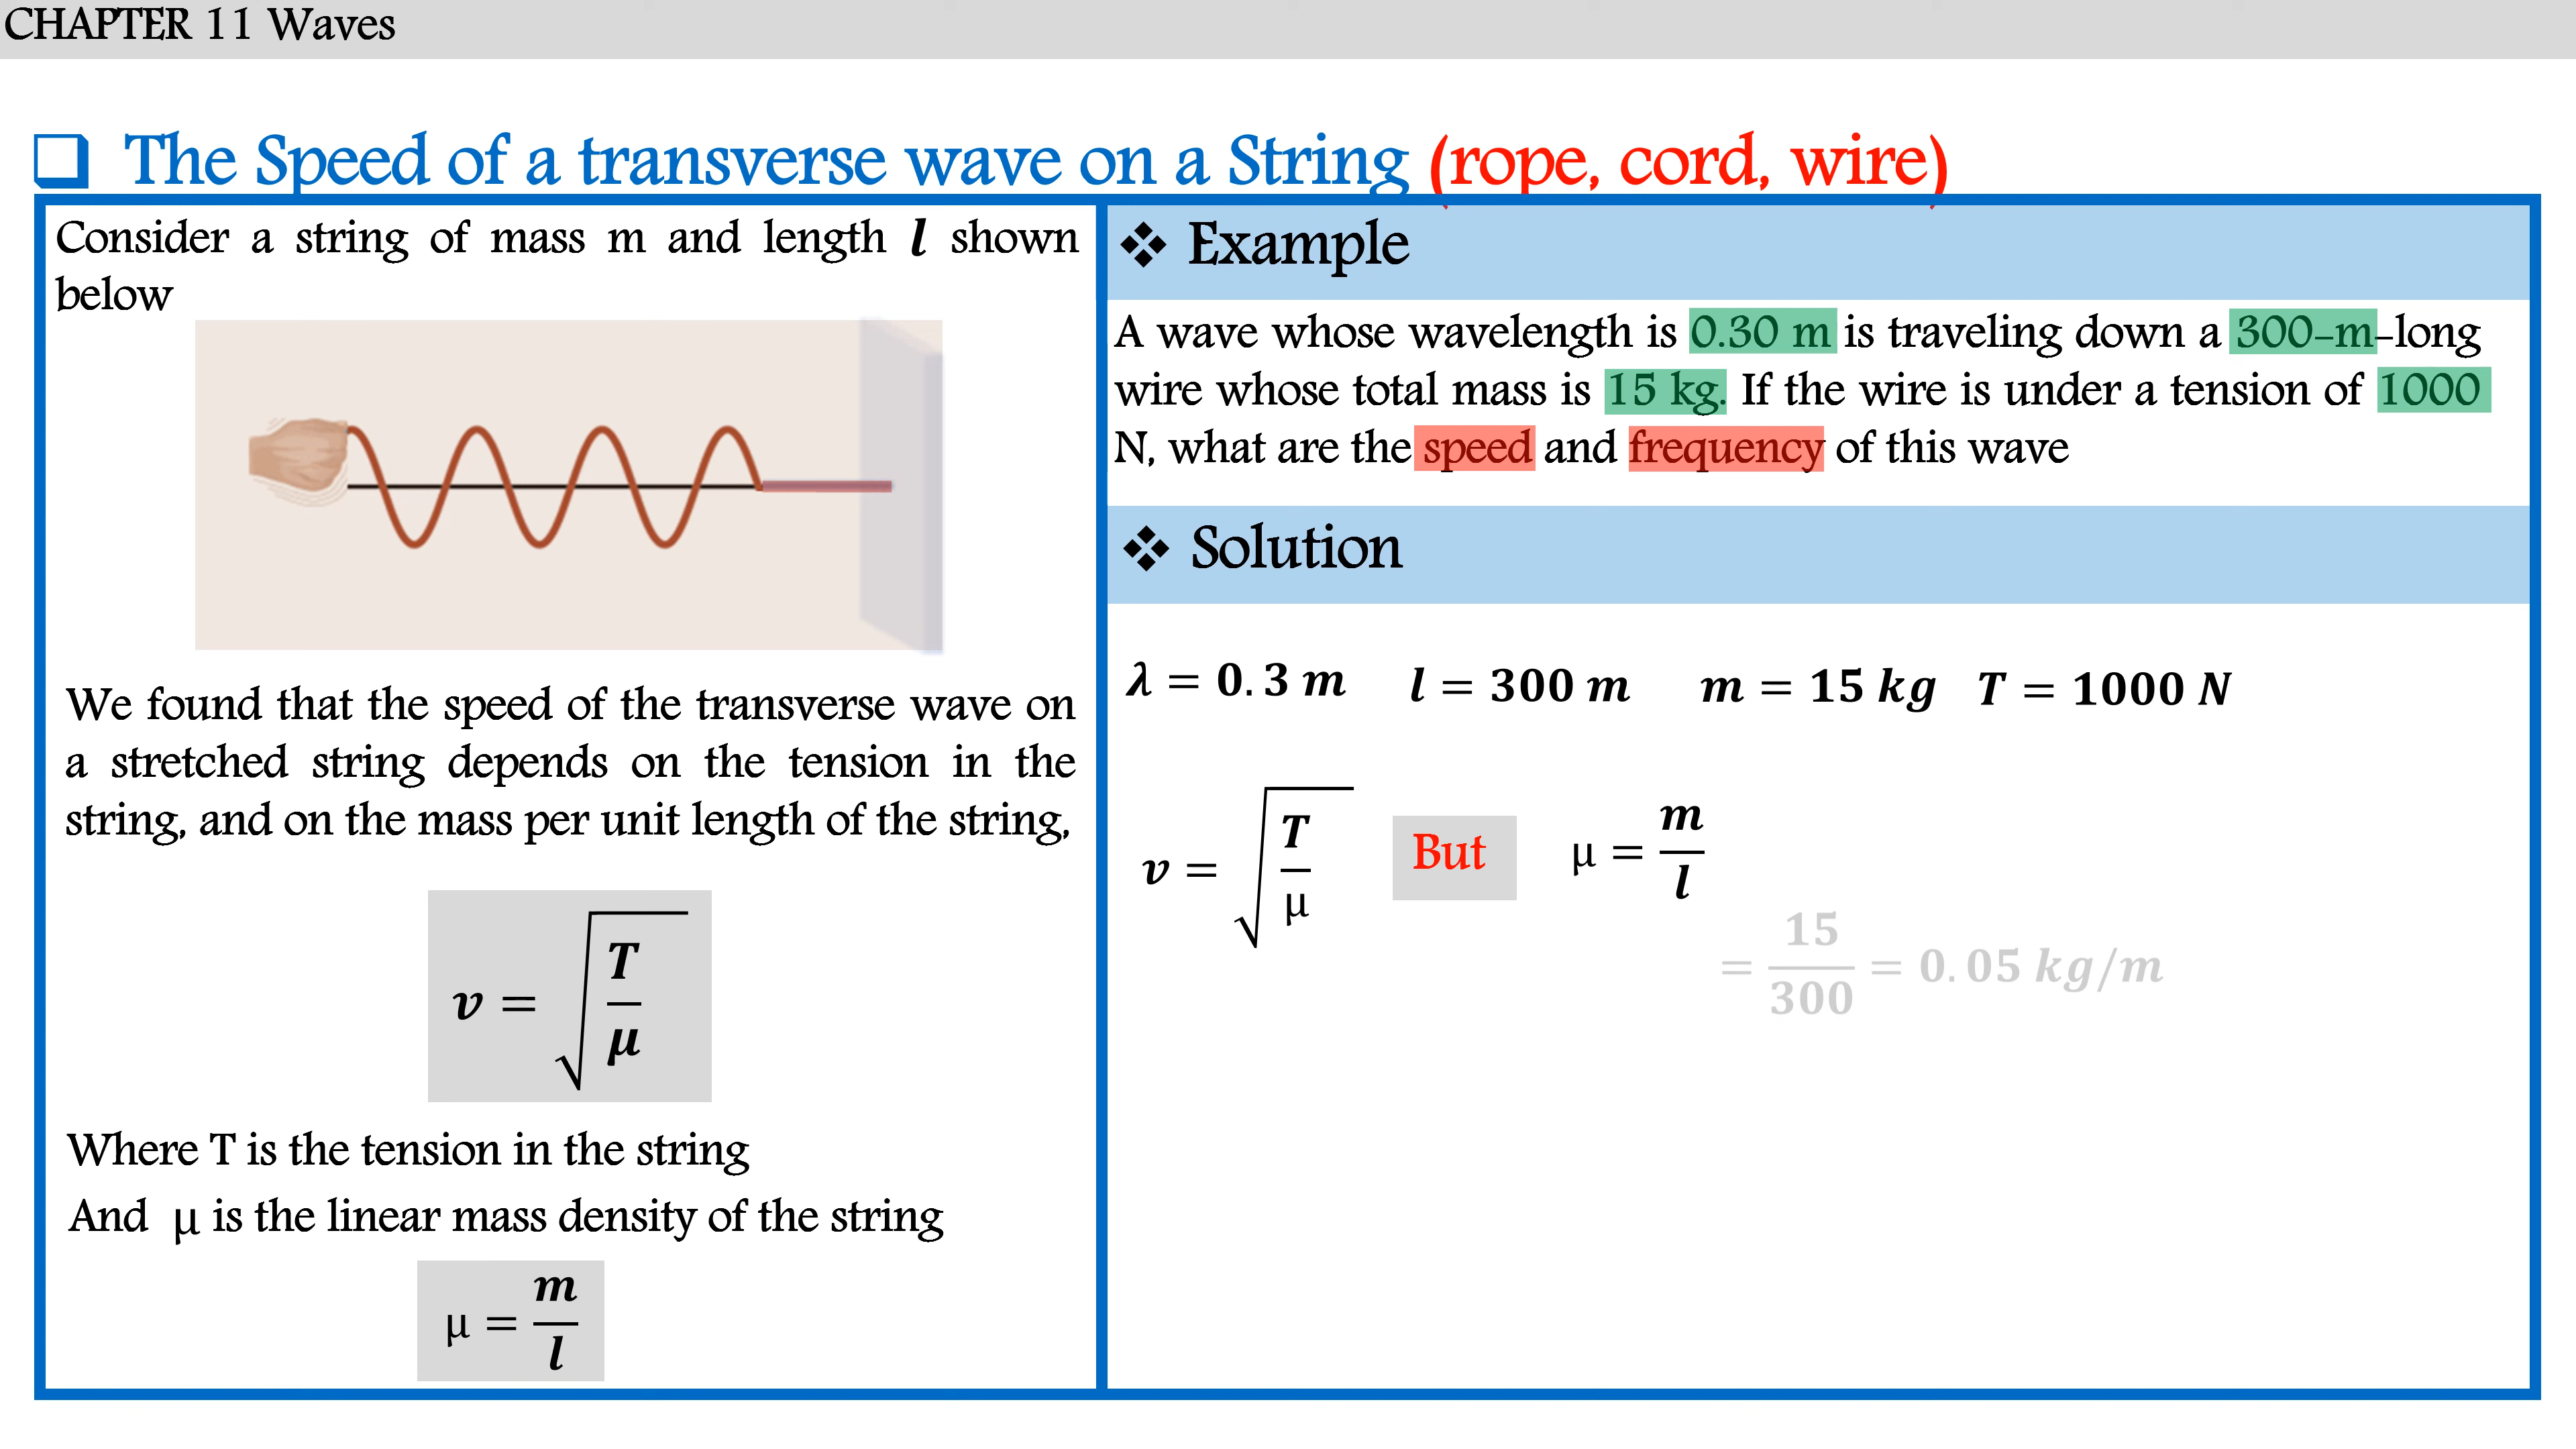 CHAPTER 11 Waves
❑ The Speed of a transverse wave on a String (rope, cord, wire)
Consider a string of mass m and length l shown
below
We found that the speed of the transverse wave on
a stretched string depends on the tension in the
string, and on the mass per unit length of the string,
v = √(T/μ)
Where T is the tension in the string
And μ is the linear mass density of the string
μ = m/l
❖ Example
A wave whose wavelength is 0.30 m is traveling down a 300-m-long
wire whose total mass is 15 kg. If the wire is under a tension of 1000
N, what are the speed and frequency of this wave
❖ Solution
λ = 0.3 m l = 300 m m = 15 kg T = 1000 N
v = √(T/μ) But μ = m/l
= 15/300 = 0.05 kg/m